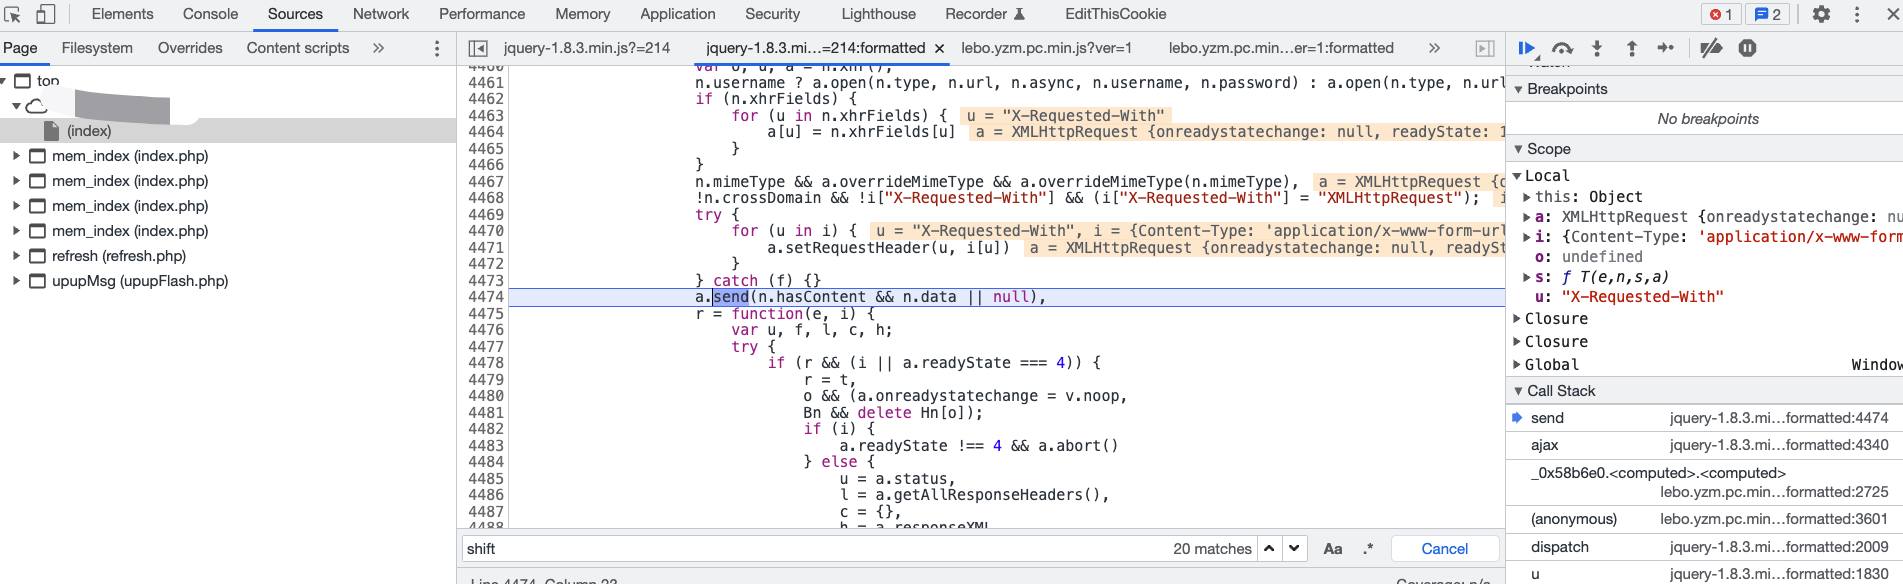 Elements Console Sources Network Performance Memory Application Security Lighthouse Recorder EditThisCookie 1 2
Page Filesystem Overrides Content scripts »
jquery-1.8.3.min.js?=214 jquery-1.8.3.mi…=214:formatted × lebo.yzm.pc.min.js?ver=1 lebo.yzm.pc.min…er=1:formatted »
top
(index)
mem_index (index.php)
mem_index (index.php)
mem_index (index.php)
mem_index (index.php)
refresh (refresh.php)
upupMsg (upupFlash.php)
4460 var o, u, a = n.xhr();
4461 n.username ? a.open(n.type, n.url, n.async, n.username, n.password) : a.open(n.type, n.url
4462 if (n.xhrFields) {
4463 for (u in n.xhrFields) { u = "X-Requested-With"
4464 a[u] = n.xhrFields[u] a = XMLHttpRequest {onreadystatechange: null, readyState: 1
4465 }
4466 }
4467 n.mimeType && a.overrideMimeType && a.overrideMimeType(n.mimeType), a = XMLHttpRequest {o
4468 !n.crossDomain && !i["X-Requested-With"] && (i["X-Requested-With"] = "XMLHttpRequest"); i
4469 try {
4470 for (u in i) { u = "X-Requested-With", i = {Content-Type: 'application/x-www-form-url
4471 a.setRequestHeader(u, i[u]) a = XMLHttpRequest {onreadystatechange: null, readySt
4472 }
4473 } catch (f) {}
4474 a.send(n.hasContent && n.data || null),
4475 r = function(e, i) {
4476 var u, f, l, c, h;
4477 try {
4478 if (r && (i || a.readyState === 4)) {
4479 r = t,
4480 o && (a.onreadystatechange = v.noop,
4481 Bn && delete Hn[o]);
4482 if (i) {
4483 a.readyState !== 4 && a.abort()
4484 } else {
4485 u = a.status,
4486 l = a.getAllResponseHeaders(),
4487 c = {},
4488 h = a.responseXML
shift 20 matches Aa .* Cancel
Line 4474, Column 23 Coverage: n/a
Watch
Breakpoints
No breakpoints
Scope
Local
this: Object
a: XMLHttpRequest {onreadystatechange: nu
i: {Content-Type: 'application/x-www-form
o: undefined
s: ƒ T(e,n,s,a)
u: "X-Requested-With"
Closure
Closure
Global Window
Call Stack
send jquery-1.8.3.mi…formatted:4474
ajax jquery-1.8.3.mi…formatted:4340
_0x58b6e0.<computed>.<computed>
lebo.yzm.pc.min…formatted:2725
(anonymous) lebo.yzm.pc.min…formatted:3601
dispatch jquery-1.8.3.mi…formatted:2009
u jquery-1.8.3.mi…formatted:1830